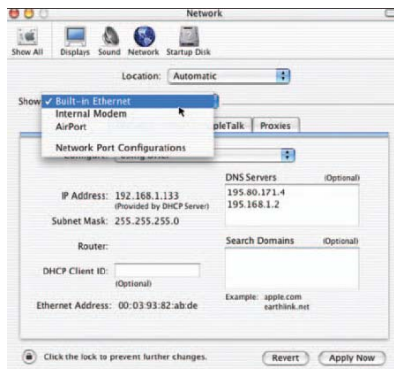 Network
Show All Displays Sound Network Startup Disk
Location: Automatic
Show ✓ Built-in Ethernet
Internal Modem
AirPort
Network Port Configurations
pleTalk Proxies
DNS Servers (Optional)
195.80.171.4
195.168.1.2
IP Address: 192.168.1.133
(Provided by DHCP Server)
Subnet Mask: 255.255.255.0
Router:
Search Domains (Optional)
DHCP Client ID:
(Optional)
Example: apple.com
earthlink.net
Ethernet Address: 00:03:93:82:ab:de
Click the lock to prevent further changes.
Revert Apply Now